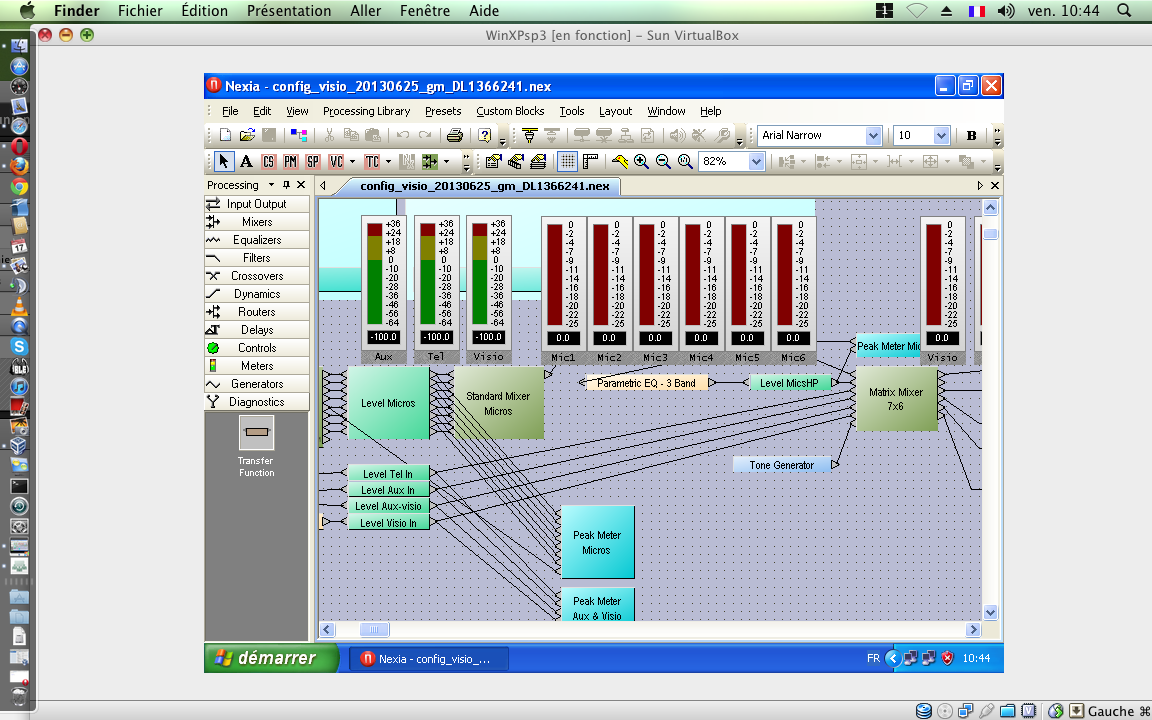 Finder Fichier Édition Présentation Aller Fenêtre Aide ven. 10:44
WinXPsp3 [en fonction] – Sun VirtualBox
Nexia - config_visio_20130625_gm_DL1366241.nex
File Edit View Processing Library Presets Custom Blocks Tools Layout Window Help
Arial Narrow 10 B
A CS PM SP VC TC 82%
Processing
config_visio_20130625_gm_DL1366241.nex
Input Output
Mixers
Equalizers
Filters
Crossovers
Dynamics
Routers
Delays
Controls
Meters
Generators
Diagnostics
Transfer
Function
+36 +36 +36 0 0 0 0 0 0 0
+24 +24 +24 -2 -2 -2 -2 -2 -2 -2
+18 +18 +18 -4 -4 -4 -4 -4 -4 -4
+8 +8 +8 -7 -7 -7 -7 -7 -7 -7
0 0 0 -9 -9 -9 -9 -9 -9 -9
-10 -10 -10 -11 -11 -11 -11 -11 -11 -11
-20 -20 -20 -14 -14 -14 -14 -14 -14 -14
-28 -28 -28 -16 -16 -16 -16 -16 -16 -16
-36 -36 -36 -18 -18 -18 -18 -18 -18 -18
-46 -46 -46 -20 -20 -20 -20 -20 -20 -20
-56 -56 -56 -22 -22 -22 -22 -22 -22 -22
-64 -64 -64 -25 -25 -25 -25 -25 -25 -25
-100.0 -100.0 -100.0 0.0 0.0 0.0 0.0 0.0 0.0 0.0
Aux Tel Visio Mic1 Mic2 Mic3 Mic4 Mic5 Mic6 Visio
Peak Meter Mic
Level Micros
Standard Mixer
Micros
Parametric EQ - 3 Band
Level MicsHP
Matrix Mixer
7x6
Tone Generator
Level Tel In
Level Aux In
Level Aux-visio
Level Visio In
Peak Meter
Micros
Peak Meter
Aux & Visio
démarrer
Nexia - config_visio_...
FR 10:44
Gauche ⌘